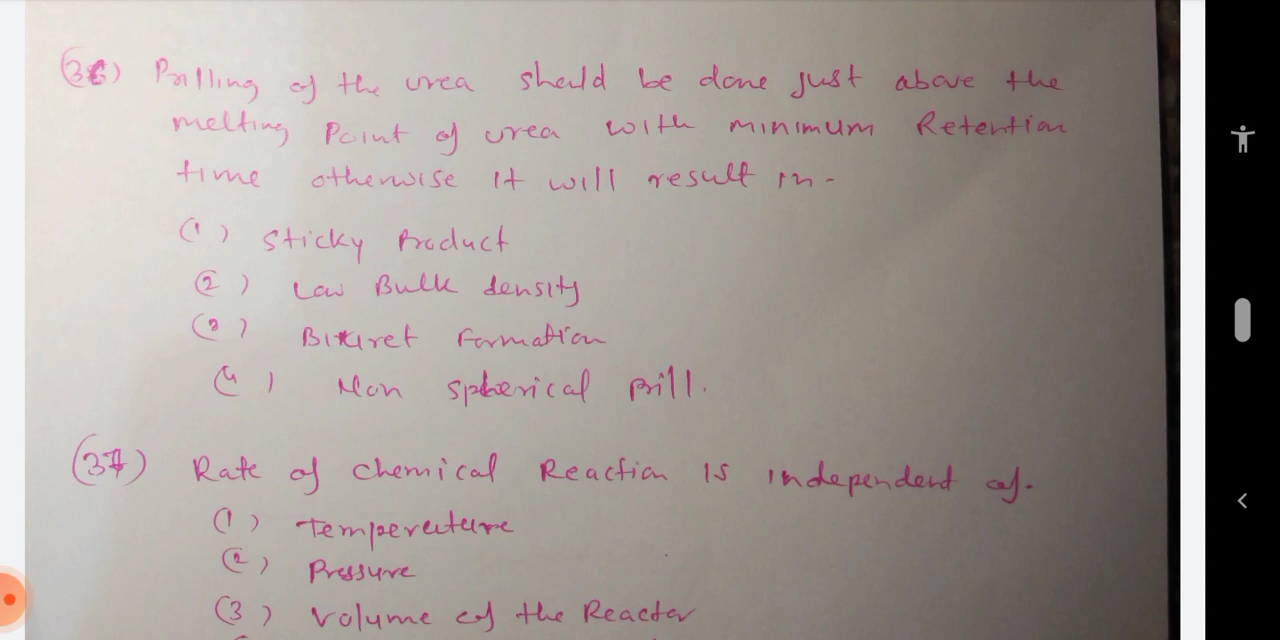 (36) Prilling of the urea should be done just above the
melting Point of urea with minimum Retention
time otherwise it will result in -
(1) Sticky Product
(2) Low Bulk density
(3) Biuret Formation
(4) Non spherical prill.
(37) Rate of chemical Reaction is independent of.
(1) Temperature
(2) Pressure
(3) Volume of the Reactor